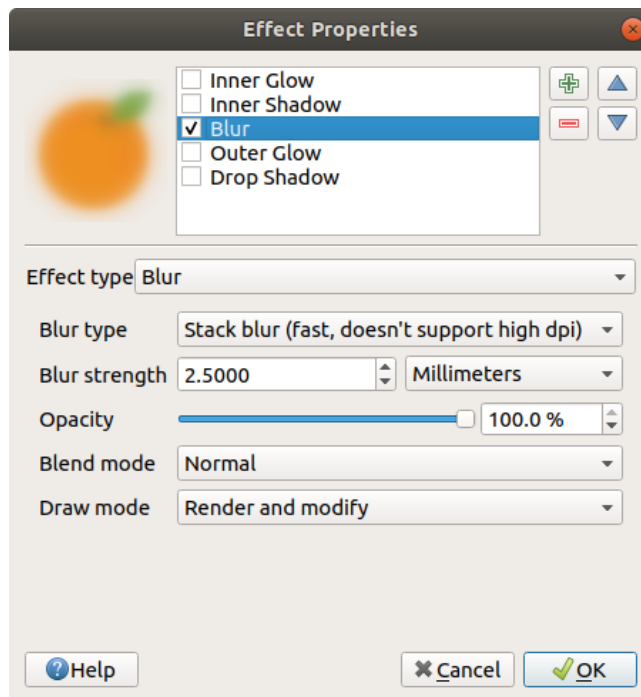 Effect Properties
Inner Glow
Inner Shadow
Blur
Outer Glow
Drop Shadow
Effect type Blur
Blur type Stack blur (fast, doesn't support high dpi)
Blur strength 2.5000 Millimeters
Opacity 100.0 %
Blend mode Normal
Draw mode Render and modify
Help Cancel OK